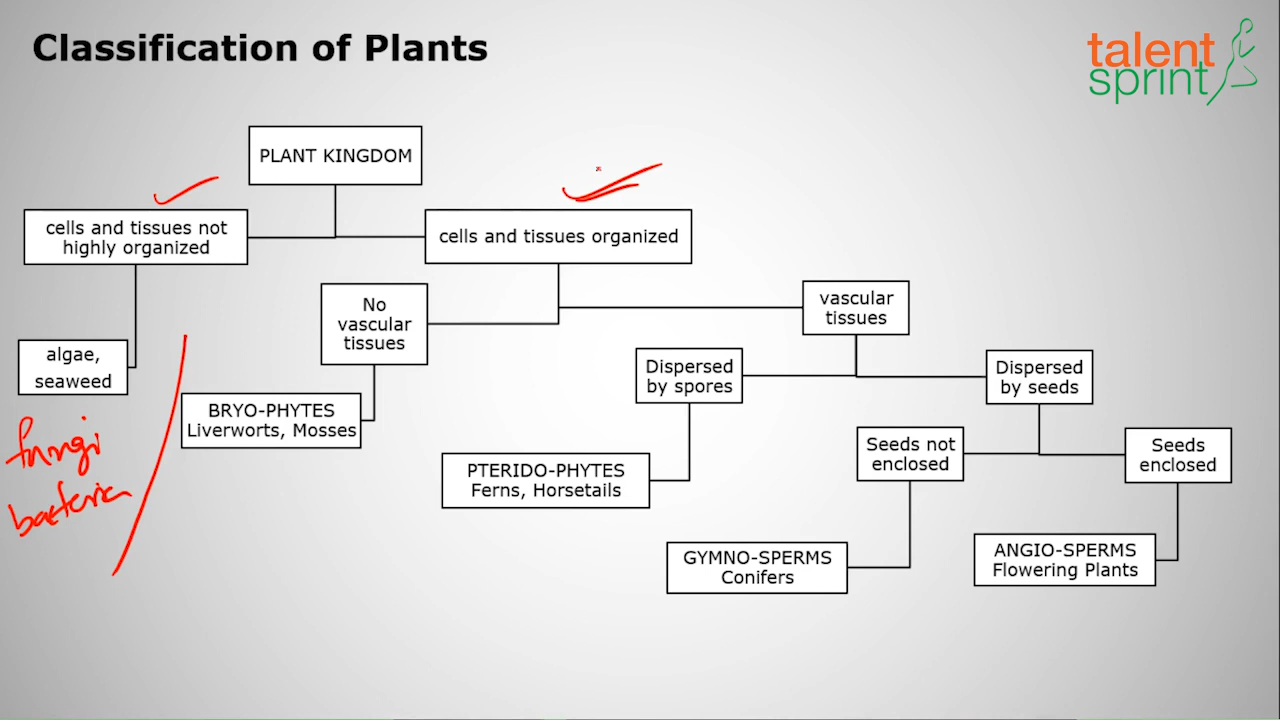 Classification of Plants
talent
sprint
PLANT KINGDOM
cells and tissues not
highly organized
cells and tissues organized
No
vascular
tissues
vascular
tissues
algae,
seaweed
Dispersed
by spores
Dispersed
by seeds
BRYO-PHYTES
Liverworts, Mosses
Seeds not
enclosed
Seeds
enclosed
fungi
bacteria
PTERIDO-PHYTES
Ferns, Horsetails
GYMNO-SPERMS
Conifers
ANGIO-SPERMS
Flowering Plants